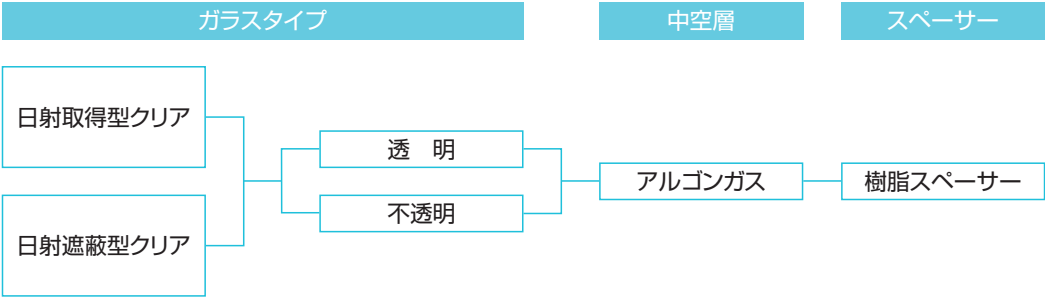 ガラスタイプ
中空層
スペーサー
日射取得型クリア
日射遮蔽型クリア
透　明
不透明
アルゴンガス
樹脂スペーサー